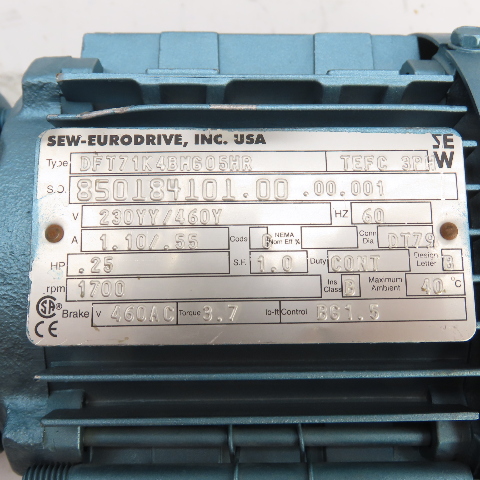 SEW-EURODRIVE, INC. USA
SEW
Type DFT71K4BMG05HR TEFC 3PH
S.O. 850184101.00 .00.001
V 230YY/460Y HZ 60
A 1.10/.55 Code NEMA Nom Eff % Conn Dia DT79
HP .25 S.F. 1.0 Duty CONT Design Letter B
rpm 1700 Ins Class B Maximum Ambient 40 °C
Brake V 460AC Torque 3.7 lb-ft Control BG1.5
CE